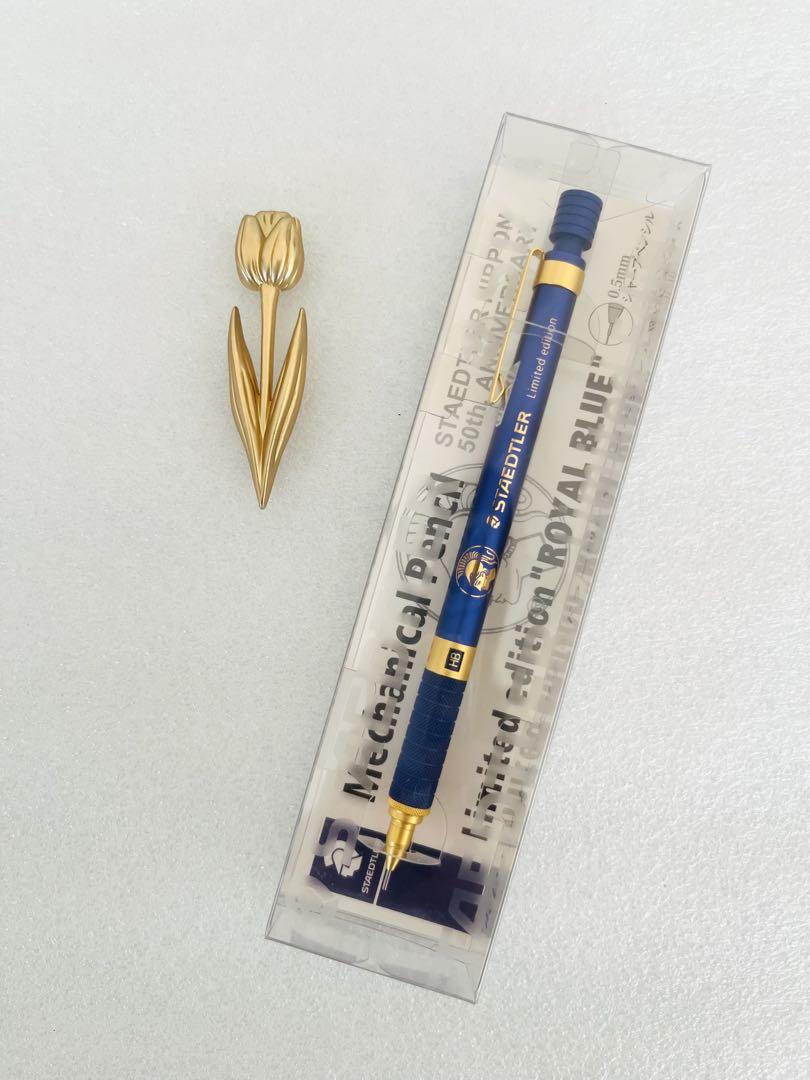 STAEDTLER NIPPON
50th ANNIVERSARY
0.5mm
シャープペンシル
Limited edition
STAEDTLER
HB
Mechanical Pencil
Limited edition "ROYAL BLUE"
STAEDTLER